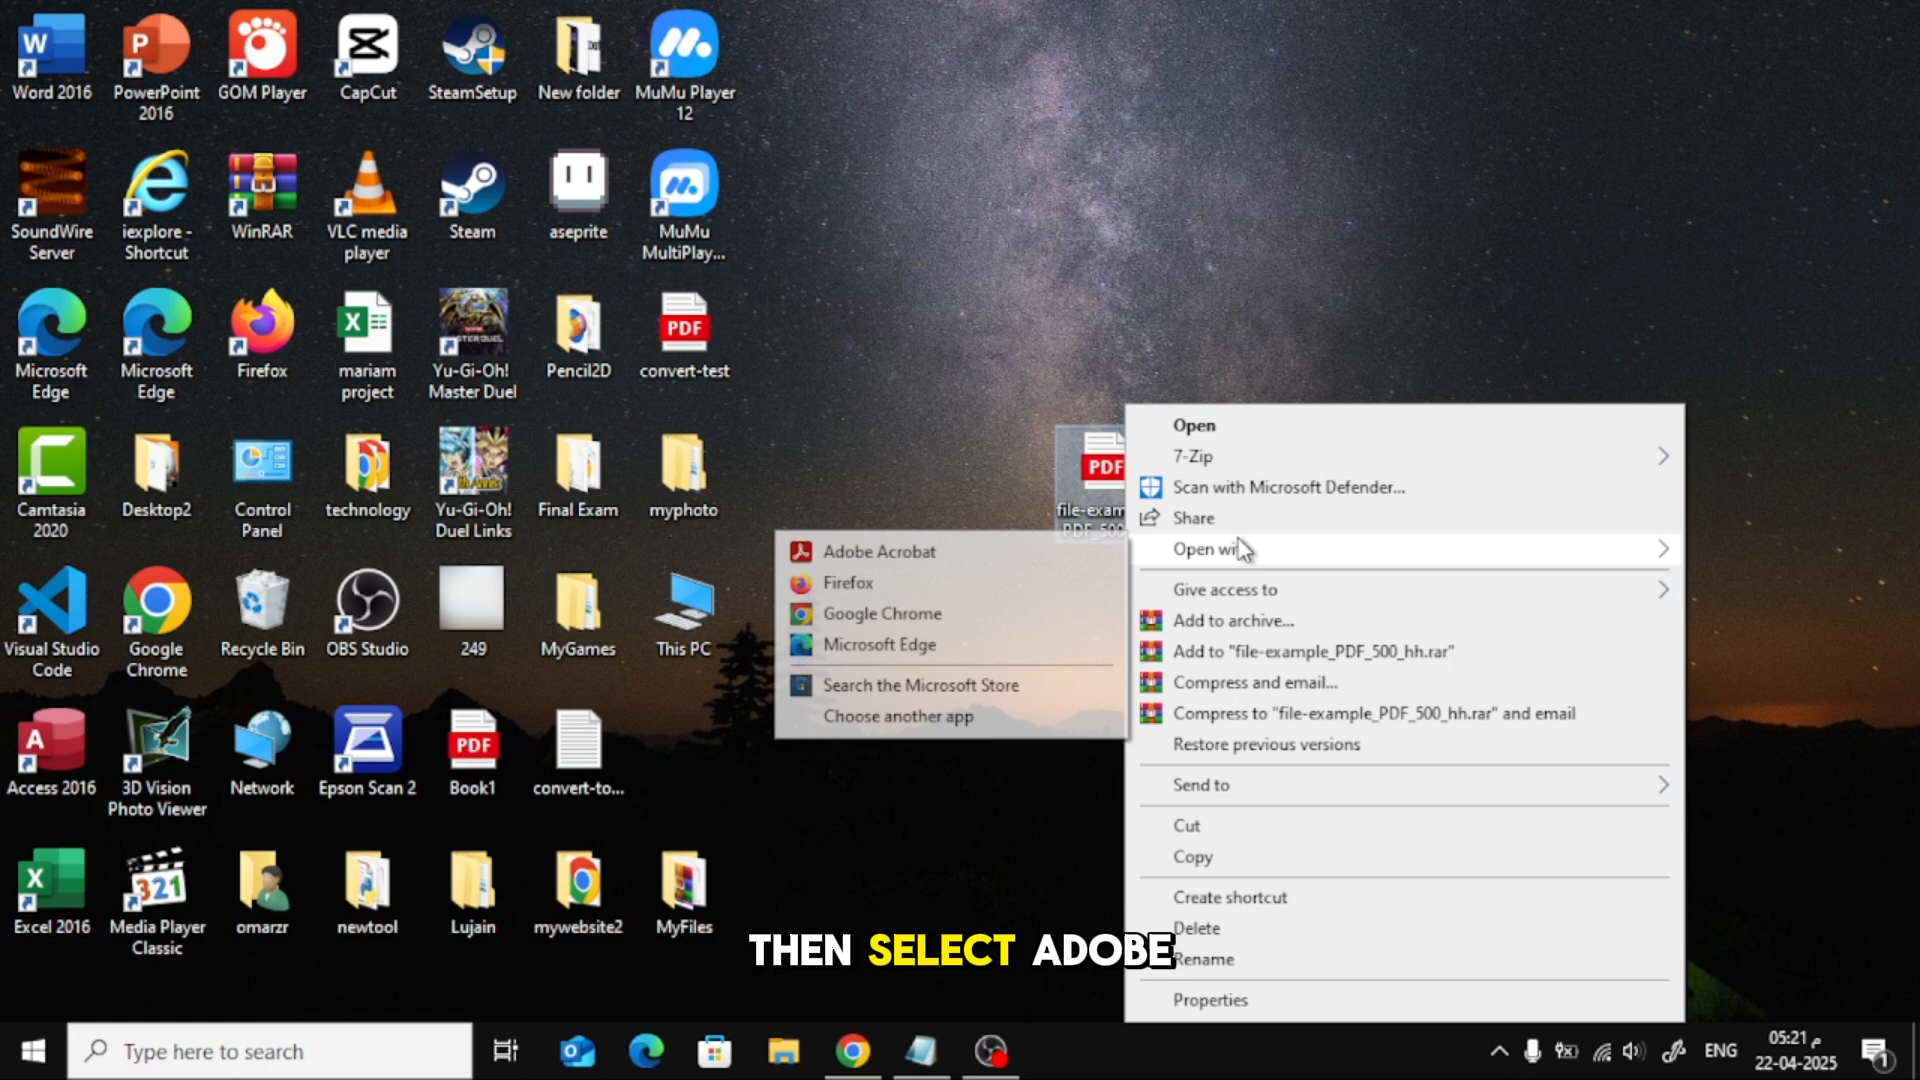 Word 2016
PowerPoint
2016
GOM Player
CapCut
SteamSetup
New folder
MuMu Player
12
SoundWire
Server
iexplore -
Shortcut
WinRAR
VLC media
player
Steam
aseprite
MuMu
MultiPlay...
Microsoft
Edge
Microsoft
Edge
Firefox
mariam
project
Yu-Gi-Oh!
Master Duel
Pencil2D
PDF
convert-test
Camtasia
2020
Desktop2
Control
Panel
technology
Yu-Gi-Oh!
Duel Links
Final Exam
myphoto
PDF
file-exam
PDF_500
Visual Studio
Code
Google
Chrome
Recycle Bin
OBS Studio
249
MyGames
This PC
Access 2016
3D Vision
Photo Viewer
Network
Epson Scan 2
PDF
Book1
convert-to...
Excel 2016
321
Media Player
Classic
omarzr
newtool
Lujain
mywebsite2
MyFiles
Adobe Acrobat
Firefox
Google Chrome
Microsoft Edge
Search the Microsoft Store
Choose another app
Open
7-Zip
Scan with Microsoft Defender...
Share
Open wi
Give access to
Add to archive...
Add to "file-example_PDF_500_hh.rar"
Compress and email...
Compress to "file-example_PDF_500_hh.rar" and email
Restore previous versions
Send to
Cut
Copy
Create shortcut
Delete
Rename
Properties
THEN SELECT ADOBE
Type here to search
ENG
05:21 م
22-04-2025
1